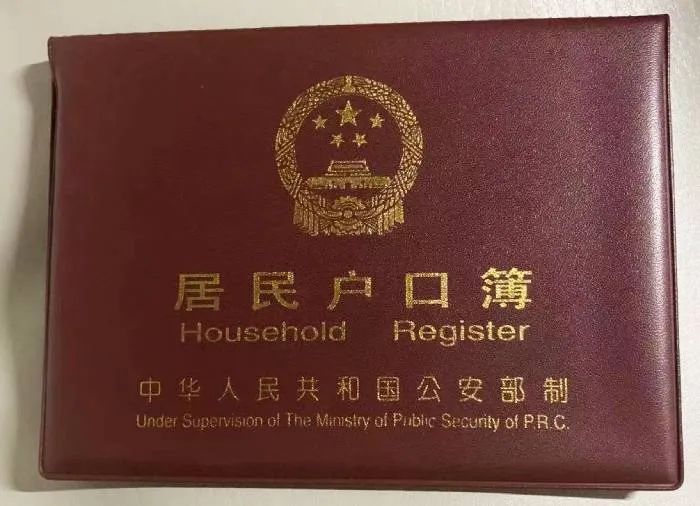 居民户口簿
Household Register
中华人民共和国公安部制
Under Supervision of The Ministry of Public Security of P.R.C.